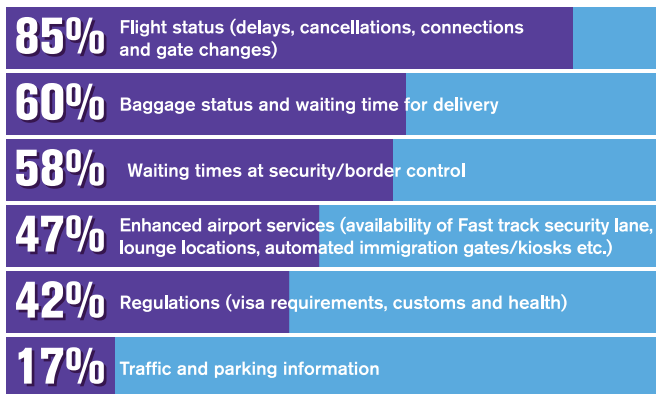 85% Flight status (delays, cancellations, connections
and gate changes)
60% Baggage status and waiting time for delivery
58% Waiting times at security/border control
47% Enhanced airport services (availability of Fast track security lane,
lounge locations, automated immigration gates/kiosks etc.)
42% Regulations (visa requirements, customs and health)
17% Traffic and parking information